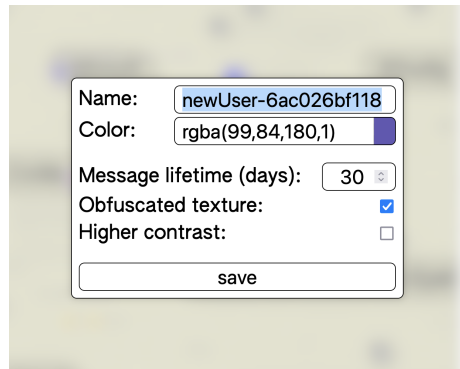 Name: newUser-6ac026bf118
Color: rgba(99,84,180,1)
Message lifetime (days): 30
Obfuscated texture:
Higher contrast:
save